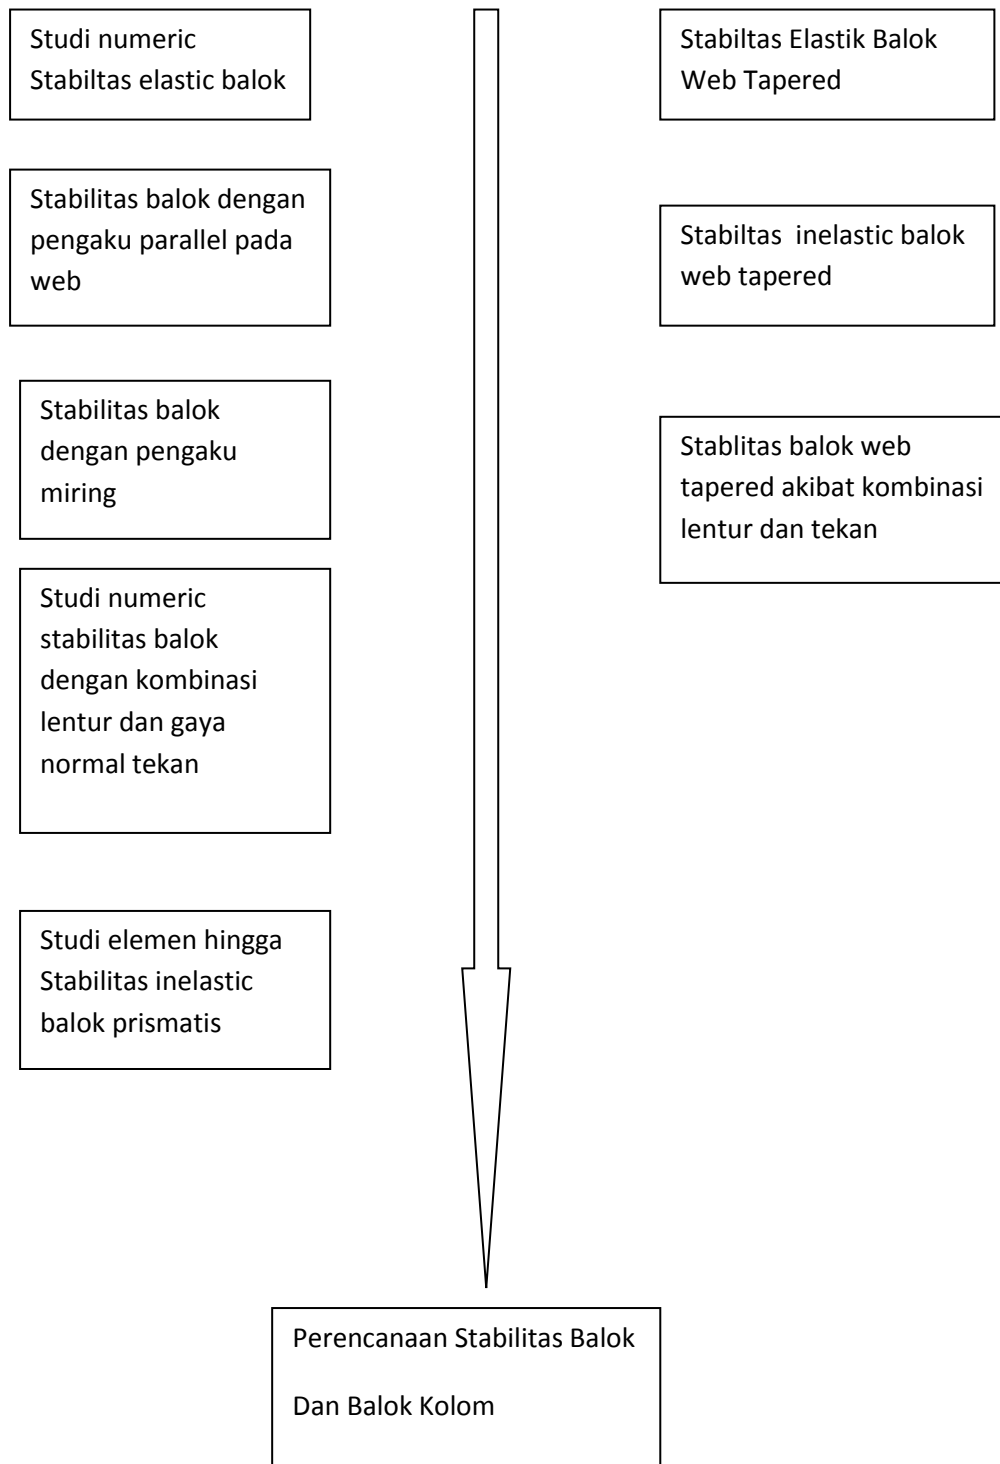 Studi numeric
Stabiltas elastic balok
Stabilitas balok dengan
pengaku parallel pada
web
Stabilitas balok
dengan pengaku
miring
Studi numeric
stabilitas balok
dengan kombinasi
lentur dan gaya
normal tekan
Studi elemen hingga
Stabilitas inelastic
balok prismatis
Stabiltas Elastik Balok
Web Tapered
Stabiltas  inelastic balok
web tapered
Stablitas balok web
tapered akibat kombinasi
lentur dan tekan
Perencanaan Stabilitas Balok
Dan Balok Kolom